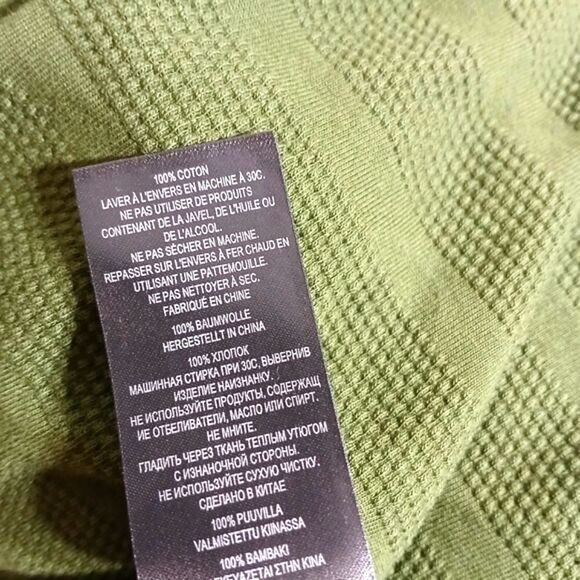 100% COTON
LAVER À L'ENVERS EN MACHINE À 30C.
NE PAS UTILISER DE PRODUITS
CONTENANT DE LA JAVEL, DE L'HUILE OU
DE L'ALCOOL.
NE PAS SÉCHER EN MACHINE.
REPASSER SUR L'ENVERS À FER CHAUD EN
UTILISANT UNE PATTEMOUILLE.
NE PAS NETTOYER À SEC.
FABRIQUÉ EN CHINE
100% BAUMWOLLE
HERGESTELLT IN CHINA
100% ХЛОПОК
МАШИННАЯ СТИРКА ПРИ 30С, ВЫВЕРНИВ
ИЗДЕЛИЕ НАИЗНАНКУ.
НЕ ИСПОЛЬЗУЙТЕ ПРОДУКТЫ, СОДЕРЖАЩ
ИЕ ОТБЕЛИВАТЕЛИ, МАСЛО ИЛИ СПИРТ.
НЕ МНИТЕ.
ГЛАДИТЬ ЧЕРЕЗ ТКАНЬ ТЕПЛЫМ УТЮГОМ
С ИЗНАНОЧНОЙ СТОРОНЫ.
НЕ ИСПОЛЬЗУЙТЕ СУХУЮ ЧИСТКУ.
СДЕЛАНО В КИТАЕ
100% PUUVILLA
VALMISTETTU KIINASSA
100% ΒΑΜΒΑΚΙ
ΣΤΗΝ ΚΙΝΑ